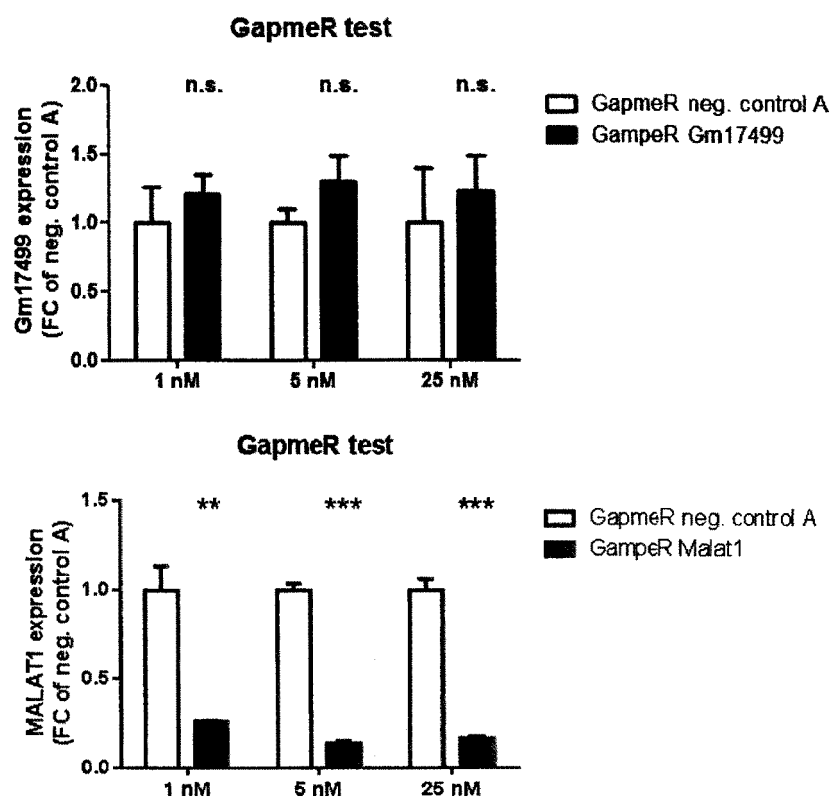 GapmeR test
n.s. n.s. n.s.
GapmeR neg. control A
GampeR Gm17499
Gm17499 expression
(FC of neg. control A)
2.0
1.5
1.0
0.5
0.0
1 nM 5 nM 25 nM
GapmeR test
** *** ***
GapmeR neg. control A
GampeR Malat1
MALAT1 expression
(FC of neg. control A)
1.5
1.0
0.5
0.0
1 nM 5 nM 25 nM